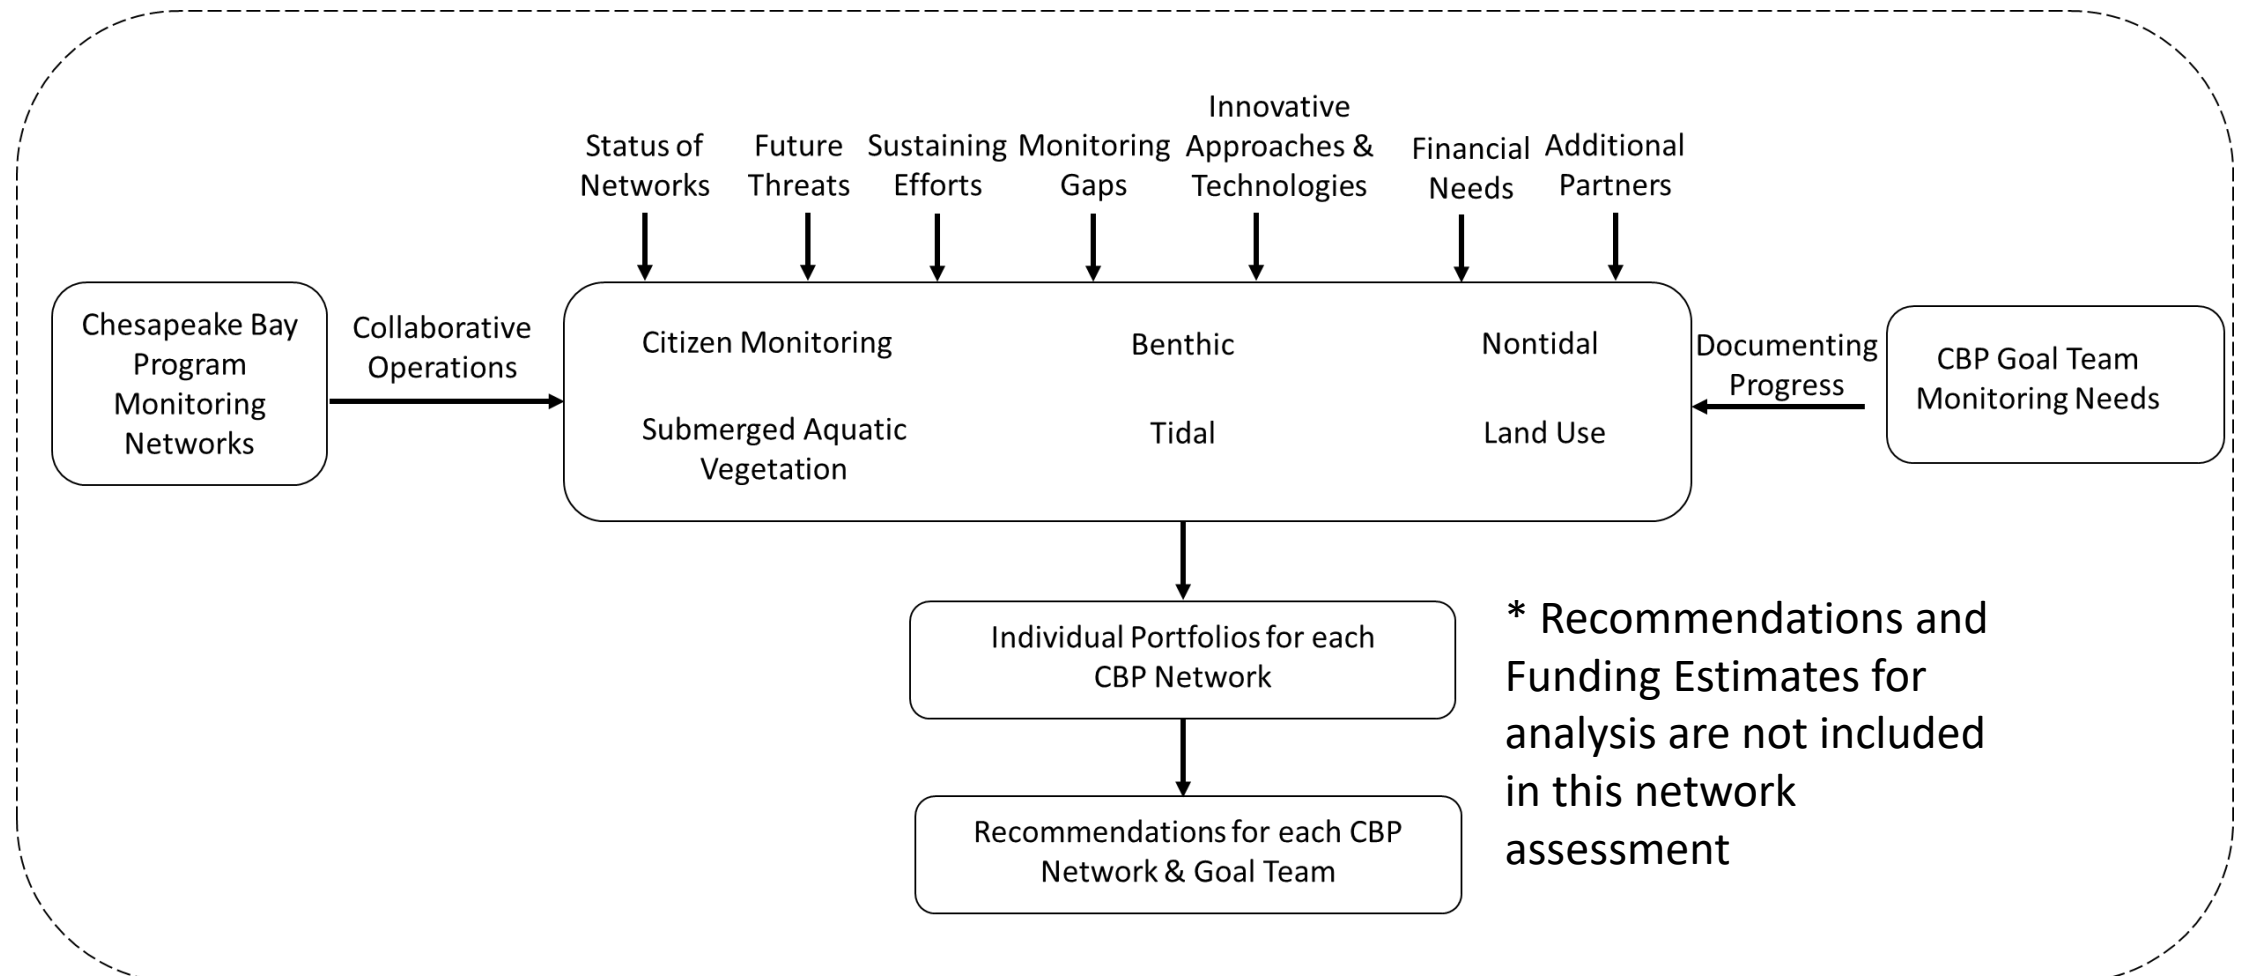 Status of
Networks
Future
Threats
Sustaining
Efforts
Monitoring
Gaps
Innovative
Approaches &
Technologies
Financial
Needs
Additional
Partners
Chesapeake Bay
Program
Monitoring
Networks
Collaborative
Operations
Citizen Monitoring
Benthic
Nontidal
Submerged Aquatic
Vegetation
Tidal
Land Use
Documenting
Progress
CBP Goal Team
Monitoring Needs
Individual Portfolios for each
CBP Network
Recommendations for each CBP
Network & Goal Team
* Recommendations and
Funding Estimates for
analysis are not included
in this network
assessment